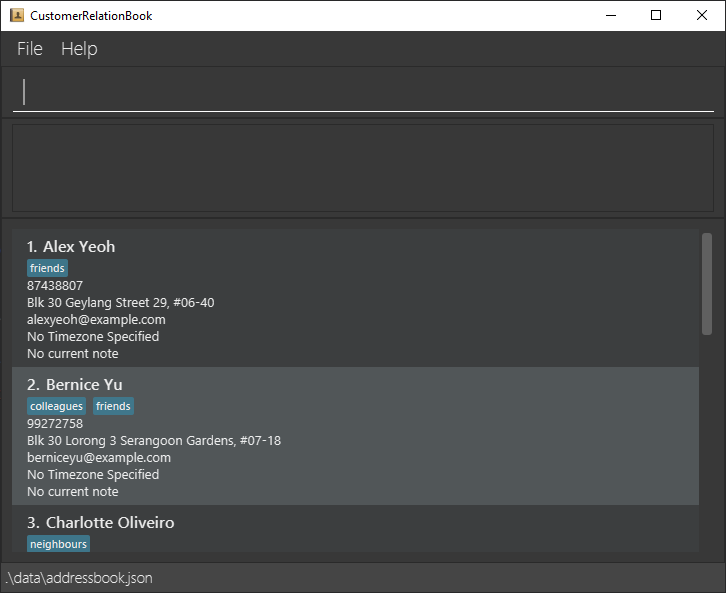 CustomerRelationBook
File Help
1. Alex Yeoh
friends
87438807
Blk 30 Geylang Street 29, #06-40
alexyeoh@example.com
No Timezone Specified
No current note
2. Bernice Yu
colleagues friends
99272758
Blk 30 Lorong 3 Serangoon Gardens, #07-18
berniceyu@example.com
No Timezone Specified
No current note
3. Charlotte Oliveiro
neighbours
.\data\addressbook.json